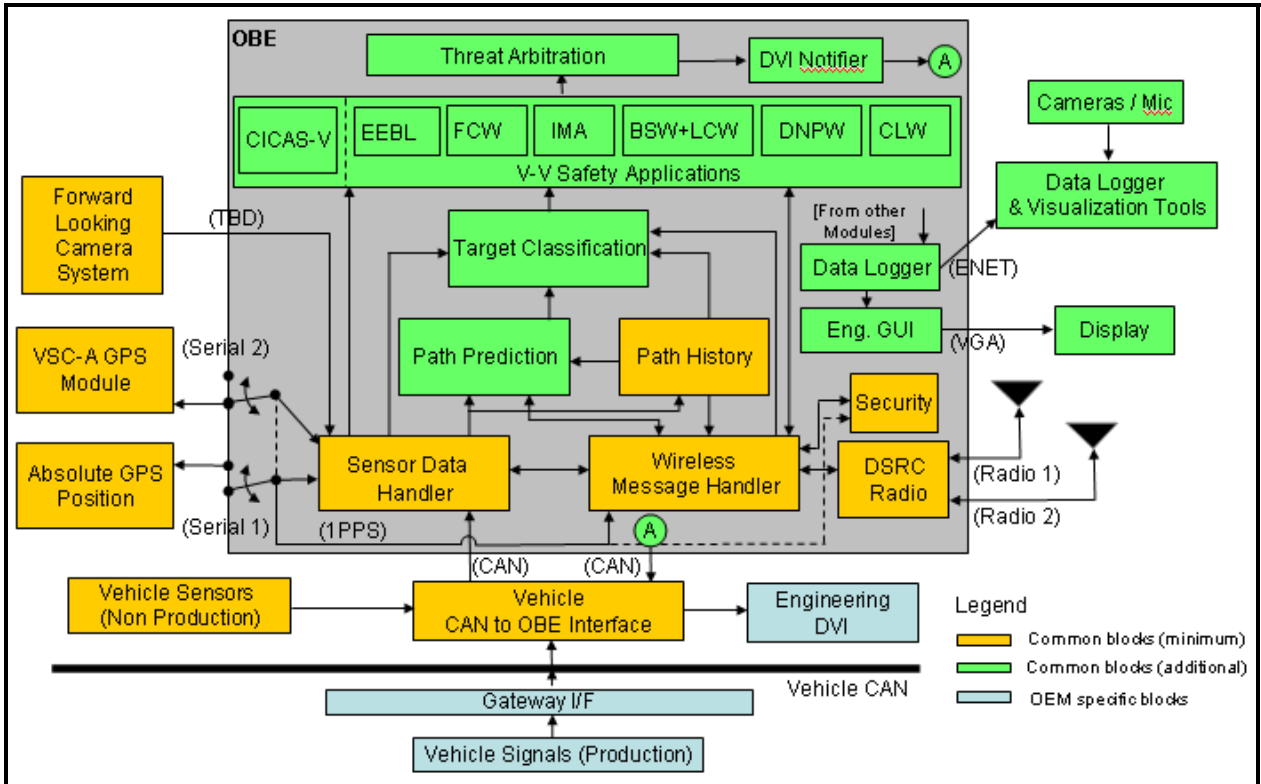 OBE
Threat Arbitration
DVI Notifier
A
Cameras / Mic
CICAS-V
EEBL
FCW
IMA
BSW+LCW
DNPW
CLW
V-V Safety Applications
Data Logger
& Visualization Tools
Forward
Looking
Camera
System
(TBD)
[From other
Modules]
Target Classification
Data Logger
(ENET)
VSC-A GPS
Module
(Serial 2)
Path Prediction
Path History
Eng. GUI
(VGA)
Display
Security
Absolute GPS
Position
(Serial 1)
Sensor Data
Handler
Wireless
Message Handler
DSRC
Radio
(Radio 1)
(Radio 2)
(1PPS)
A
(CAN)
(CAN)
Vehicle Sensors
(Non Production)
Vehicle
CAN to OBE Interface
Engineering
DVI
Legend
Common blocks (minimum)
Common blocks (additional)
OEM specific blocks
Vehicle CAN
Gateway I/F
Vehicle Signals (Production)